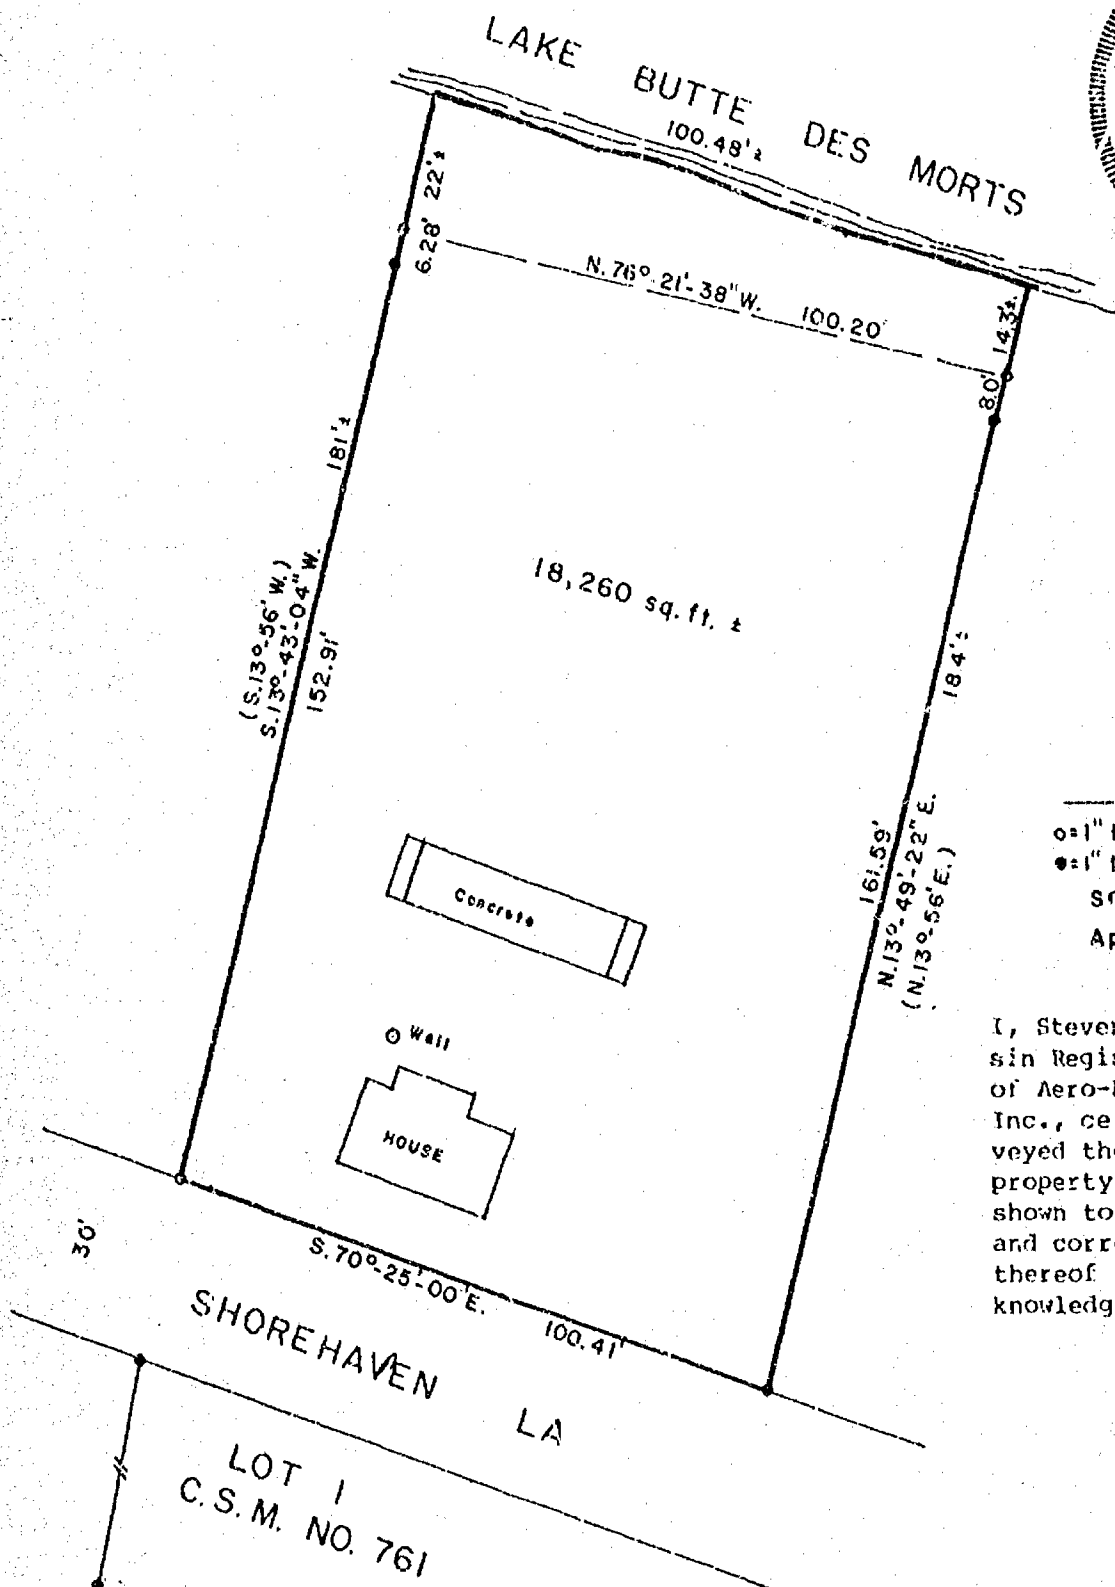 LAKE BUTTE DES MORTS
100.48'±
22'±
6.28'
N. 76°-21'-38" W. 100.20'
14.3'±
8.0'
181'±
18,260 sq. ft. ±
(S.13°-56' W.)
S.13°-43'-04" W.
152.91'
184'±
161.59'
N.13°-49'-22" E.
(N.13°-56' E.)
Concrete
Well
HOUSE
o=1"
●=1"
I, Steven
sin Regis
of Aero-
Inc., ce
veyed the
property
shown to
and corre
thereof
knowledg
30'
S. 70°-25'-00" E.
100.41'
SHOREHAVEN LA
LOT 1
C.S.M. NO. 761